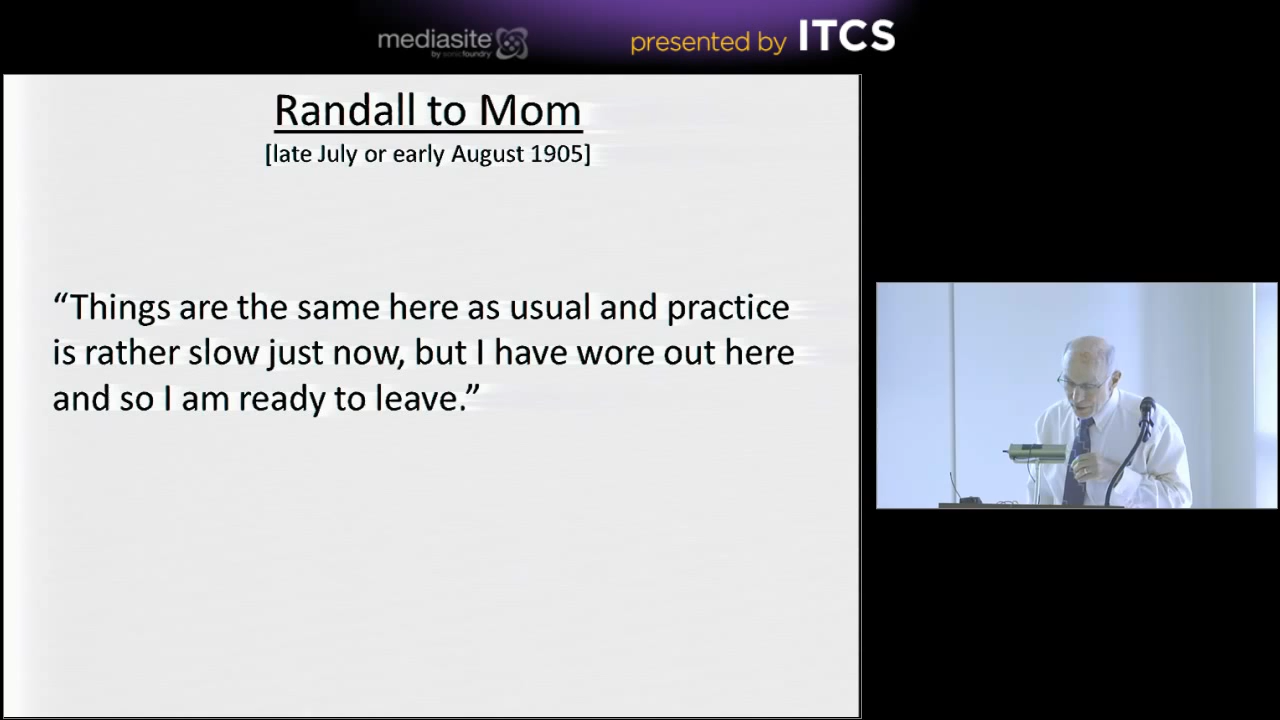 mediasite
by sonicfoundry
presented by ITCS
Randall to Mom
[late July or early August 1905]
“Things are the same here as usual and practice
is rather slow just now, but I have wore out here
and so I am ready to leave.”